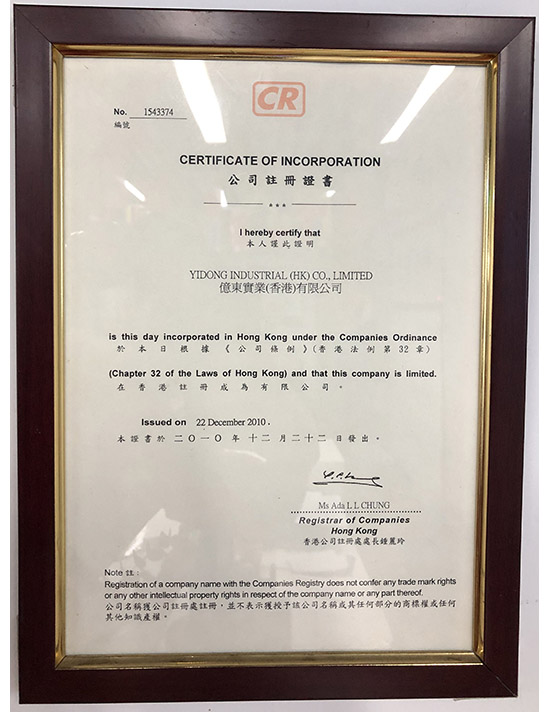 CR
No. 1543374
編號
CERTIFICATE OF INCORPORATION
公司註冊證書
***
I hereby certify that
本人謹此證明
YIDONG INDUSTRIAL (HK) CO., LIMITED
億東實業(香港)有限公司
is this day incorporated in Hong Kong under the Companies Ordinance
於本日根據《公司條例》(香港法例第32章)
(Chapter 32 of the Laws of Hong Kong) and that this company is limited.
在香港註冊成為有限公司。
Issued on 22 December 2010.
本證書於二〇一〇年十二月二十二日發出。
Ms Ada L L CHUNG
Registrar of Companies
Hong Kong
香港公司註冊處處長鍾麗玲
Note 註:
Registration of a company name with the Companies Registry does not confer any trade mark rights
or any other intellectual property rights in respect of the company name or any part thereof.
公司名稱獲公司註冊處註冊,並不表示獲授予該公司名稱或其任何部分的商標權或任何
其他知識產權。